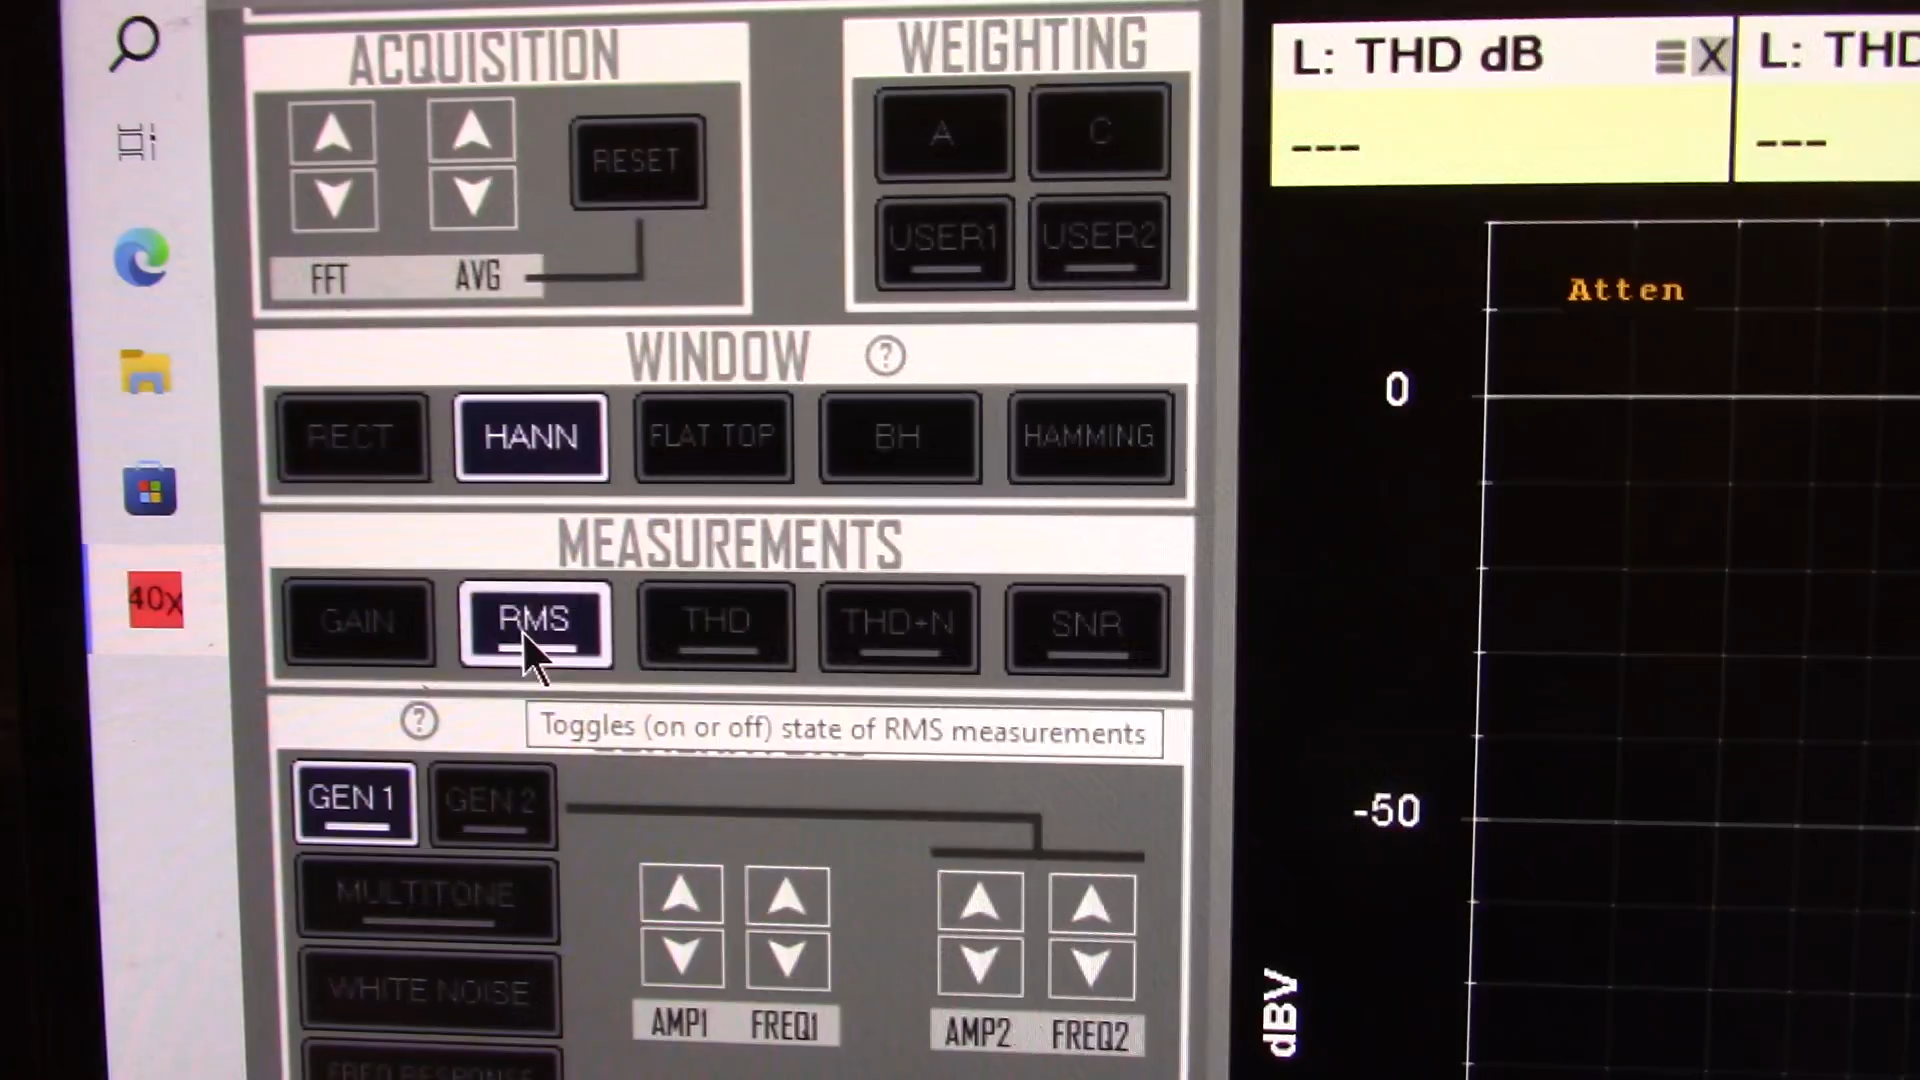 ACQUISITION
RESET
FFT
AVG
WEIGHTING
A
C
USER1
USER2
WINDOW ?
RECT
HANN
FLAT TOP
BH
HAMMING
MEASUREMENTS
GAIN
RMS
THD
THD+N
SNR
?
Toggles (on or off) state of RMS measurements
GEN 1
GEN 2
MULTITONE
WHITE NOISE
AMP1
FREQ1
AMP2
FREQ2
40x
L: THD dB X
---
L: THD
---
Atten
0
-50
dBV